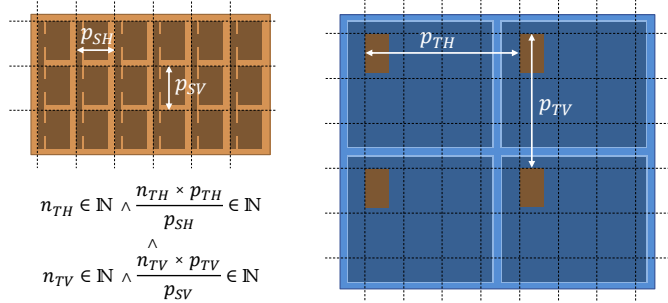 p_SH
p_SV
p_TH
p_TV
n_TH ∈ ℕ ∧ (n_TH × p_TH)/p_SH ∈ ℕ
∧
n_TV ∈ ℕ ∧ (n_TV × p_TV)/p_SV ∈ ℕ